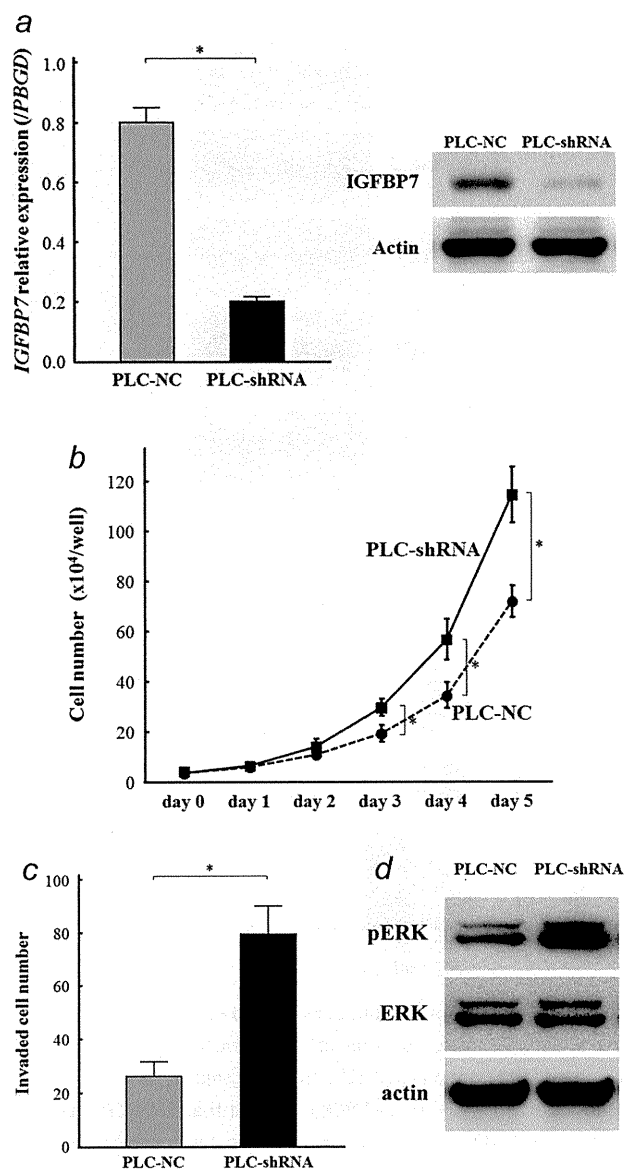 a
*
IGFBP7 relative expression (/PBGD)
1.0
0.8
0.6
0.4
0.2
0.0
PLC-NC PLC-shRNA
PLC-NC PLC-shRNA
IGFBP7
Actin
b
Cell number (x10⁴/well)
120
100
80
60
40
20
0
PLC-shRNA
PLC-NC
*
*
*
day 0 day 1 day 2 day 3 day 4 day 5
c
*
Invaded cell number
100
80
60
40
20
0
PLC-NC PLC-shRNA
d
PLC-NC PLC-shRNA
pERK
ERK
actin